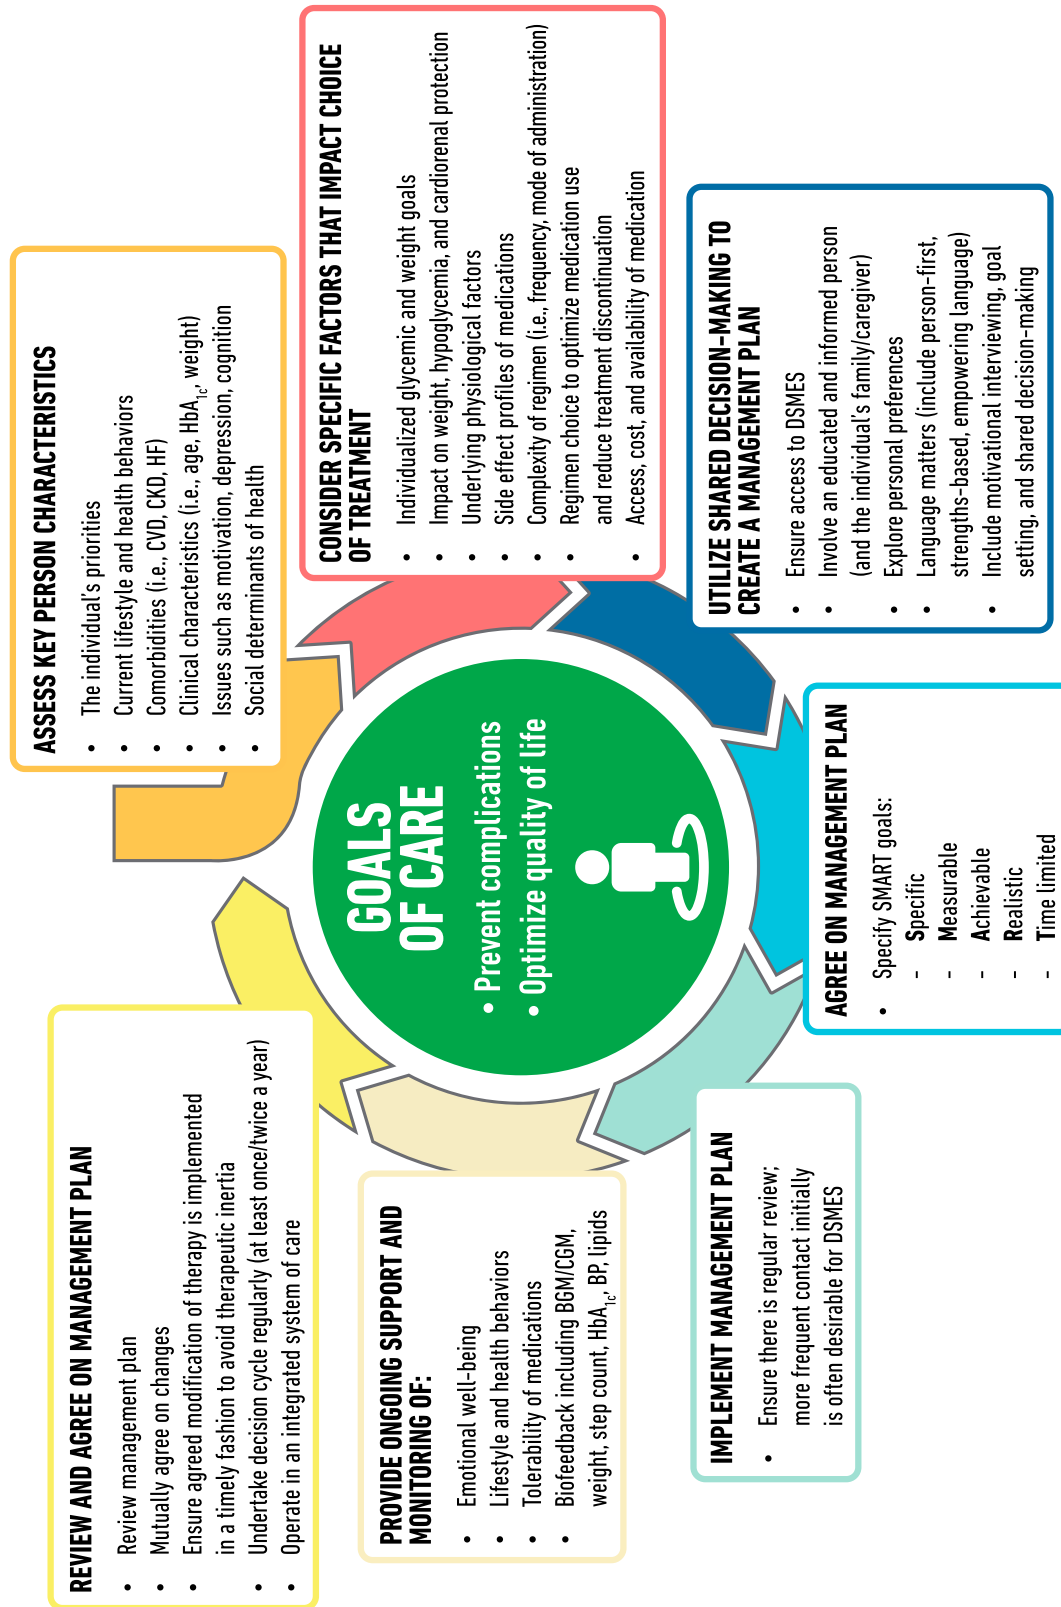 GOALS
OF CARE
• Prevent complications
• Optimize quality of life
ASSESS KEY PERSON CHARACTERISTICS
• The individual's priorities
• Current lifestyle and health behaviors
• Comorbidities (i.e., CVD, CKD, HF)
• Clinical characteristics (i.e., age, HbA1c, weight)
• Issues such as motivation, depression, cognition
• Social determinants of health
CONSIDER SPECIFIC FACTORS THAT IMPACT CHOICE
OF TREATMENT
• Individualized glycemic and weight goals
• Impact on weight, hypoglycemia, and cardiorenal protection
• Underlying physiological factors
• Side effect profiles of medications
• Complexity of regimen (i.e., frequency, mode of administration)
• Regimen choice to optimize medication use
and reduce treatment discontinuation
• Access, cost, and availability of medication
UTILIZE SHARED DECISION-MAKING TO
CREATE A MANAGEMENT PLAN
• Ensure access to DSMES
• Involve an educated and informed person
(and the individual's family/caregiver)
• Explore personal preferences
• Language matters (include person-first,
strengths-based, empowering language)
• Include motivational interviewing, goal
setting, and shared decision-making
AGREE ON MANAGEMENT PLAN
• Specify SMART goals:
- Specific
- Measurable
- Achievable
- Realistic
- Time limited
IMPLEMENT MANAGEMENT PLAN
• Ensure there is regular review;
more frequent contact initially
is often desirable for DSMES
PROVIDE ONGOING SUPPORT AND
MONITORING OF:
• Emotional well-being
• Lifestyle and health behaviors
• Tolerability of medications
• Biofeedback including BGM/CGM,
weight, step count, HbA1c, BP, lipids
REVIEW AND AGREE ON MANAGEMENT PLAN
• Review management plan
• Mutually agree on changes
• Ensure agreed modification of therapy is implemented
in a timely fashion to avoid therapeutic inertia
• Undertake decision cycle regularly (at least once/twice a year)
• Operate in an integrated system of care